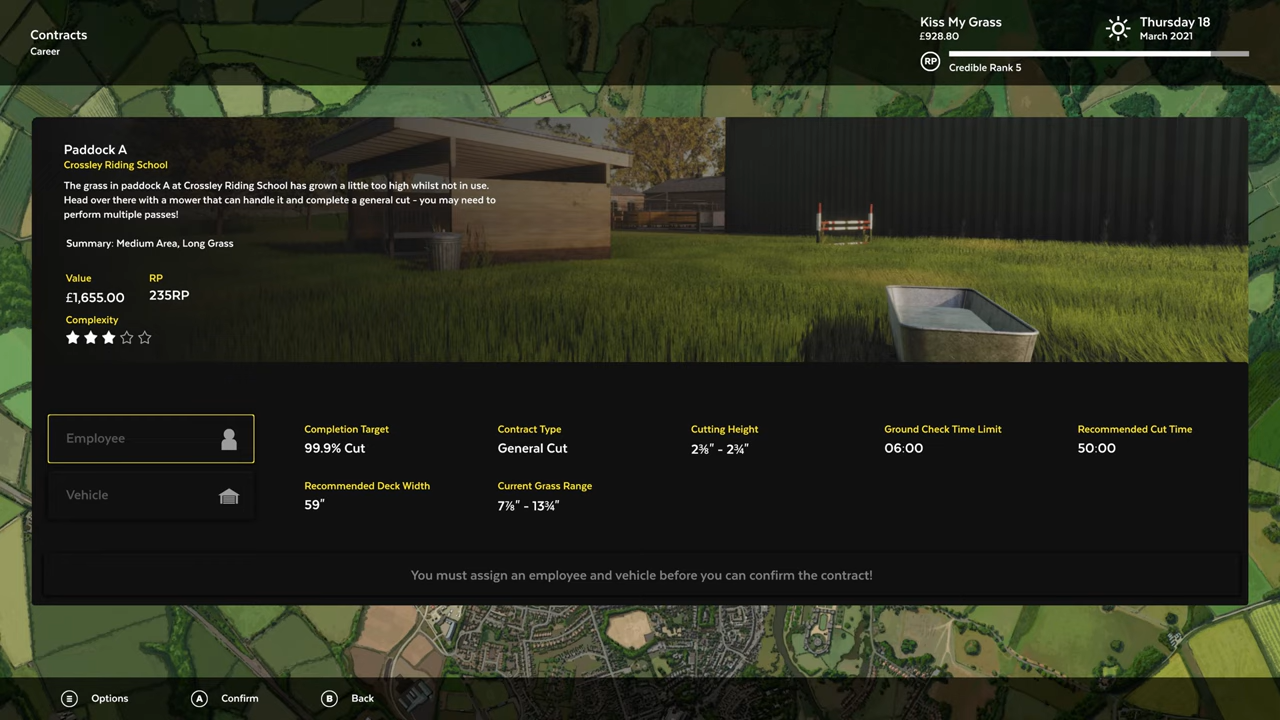 Contracts
Career
Kiss My Grass
£928.80
Thursday 18
March 2021
RP
Credible Rank 5
Paddock A
Crossley Riding School
The grass in paddock A at Crossley Riding School has grown a little too high whilst not in use.
Head over there with a mower that can handle it and complete a general cut - you may need to
perform multiple passes!
Summary: Medium Area, Long Grass
Value
RP
£1,655.00
235RP
Complexity
Employee
Vehicle
Completion Target
Contract Type
Cutting Height
Ground Check Time Limit
Recommended Cut Time
99.9% Cut
General Cut
2⅜" - 2¾"
06:00
50:00
Recommended Deck Width
Current Grass Range
59"
7⅞" - 13¾"
You must assign an employee and vehicle before you can confirm the contract!
Options
A
Confirm
B
Back